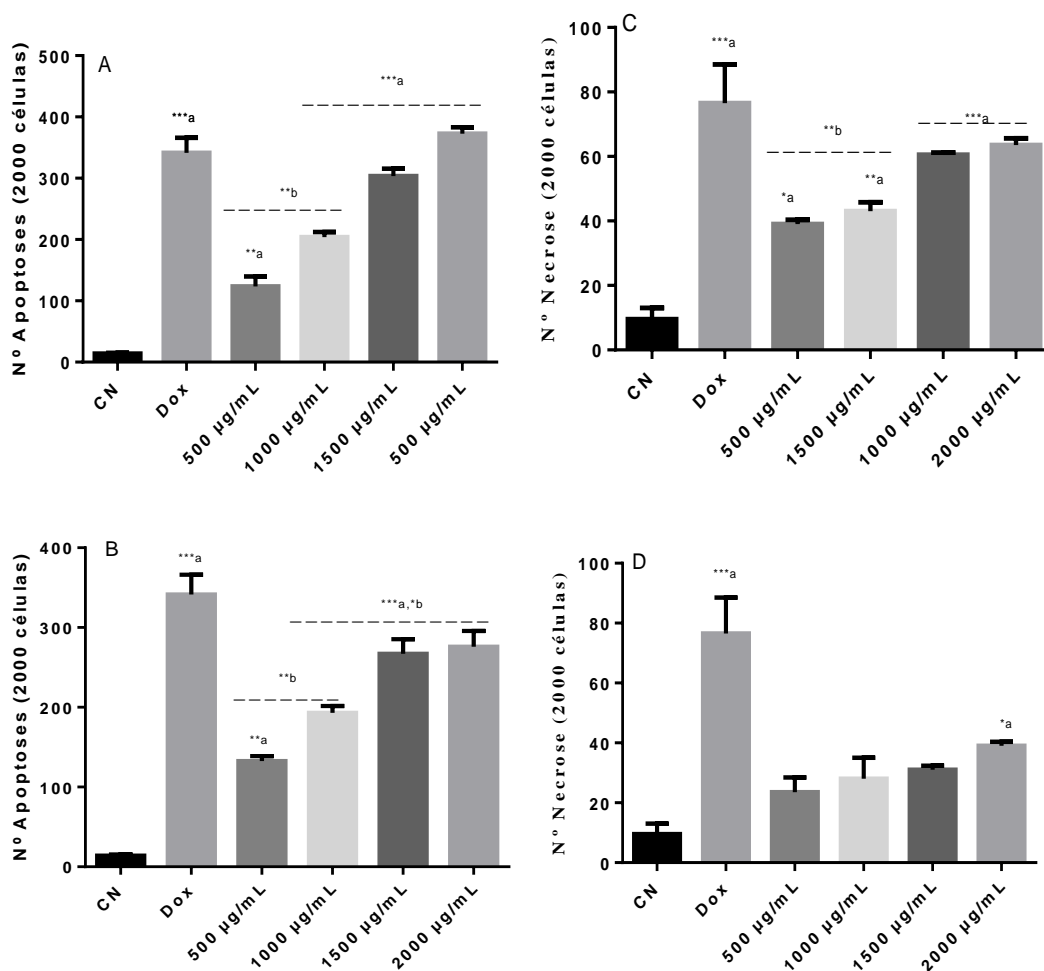 A
Nº Apoptoses (2000 células)
500
400
300
200
100
0
***a
**b
**a
***a
CN
Dox
500 µg/mL
1000 µg/mL
1500 µg/mL
500 µg/mL
C
Nº Necrose (2000 células)
100
80
60
40
20
0
***a
**b
*a
**a
***a
CN
Dox
500 µg/mL
1500 µg/mL
1000 µg/mL
2000 µg/mL
B
Nº Apoptoses (2000 células)
400
300
200
100
0
***a
**b
**a
***a,*b
CN
Dox
500 µg/mL
1000 µg/mL
1500 µg/mL
2000 µg/mL
D
Nº Necrose (2000 células)
100
80
60
40
20
0
***a
*a
CN
Dox
500 µg/mL
1000 µg/mL
1500 µg/mL
2000 µg/mL